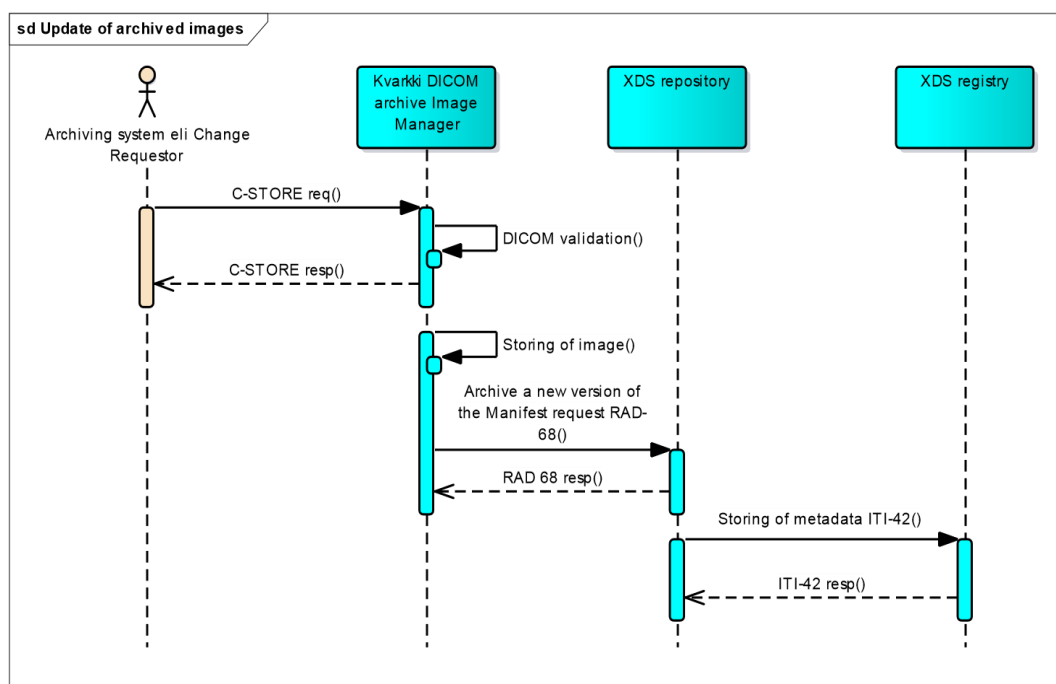 sd Update of archived images
Kvarkki DICOM
archive Image
Manager
XDS repository
XDS registry
Archiving system eli Change
Requestor
C-STORE req()
DICOM validation()
C-STORE resp()
Storing of image()
Archive a new version of
the Manifest request RAD-
68()
RAD 68 resp()
Storing of metadata ITI-42()
ITI-42 resp()